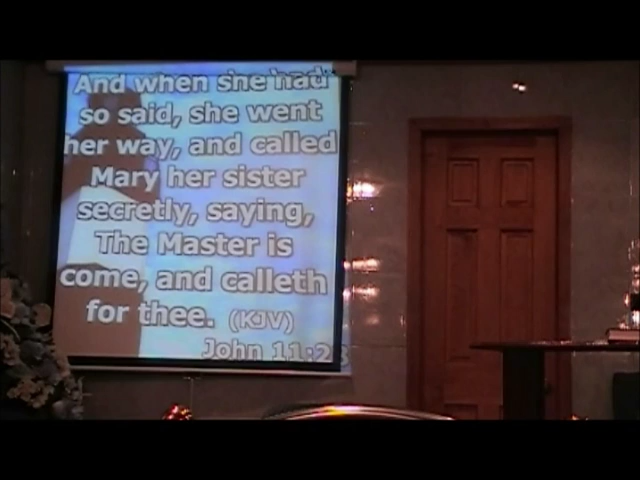 And when she had
so said, she went
her way, and called
Mary her sister
secretly, saying,
The Master is
come, and calleth
for thee. (KJV)
John 11:28